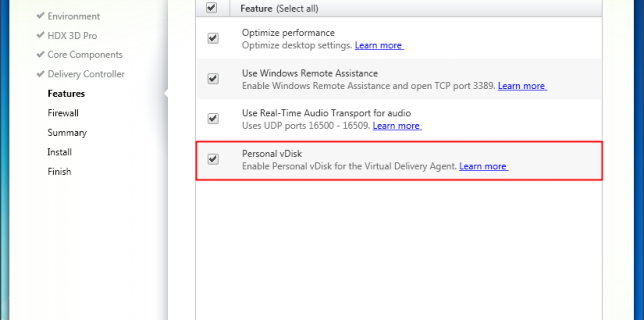 Environment
HDX 3D Pro
Core Components
Delivery Controller
Features
Firewall
Summary
Install
Finish
Feature (Select all)
Optimize performance
Optimize desktop settings. Learn more
Use Windows Remote Assistance
Enable Windows Remote Assistance and open TCP port 3389. Learn more
Use Real-Time Audio Transport for audio
Uses UDP ports 16500 - 16509. Learn more
Personal vDisk
Enable Personal vDisk for the Virtual Delivery Agent. Learn more